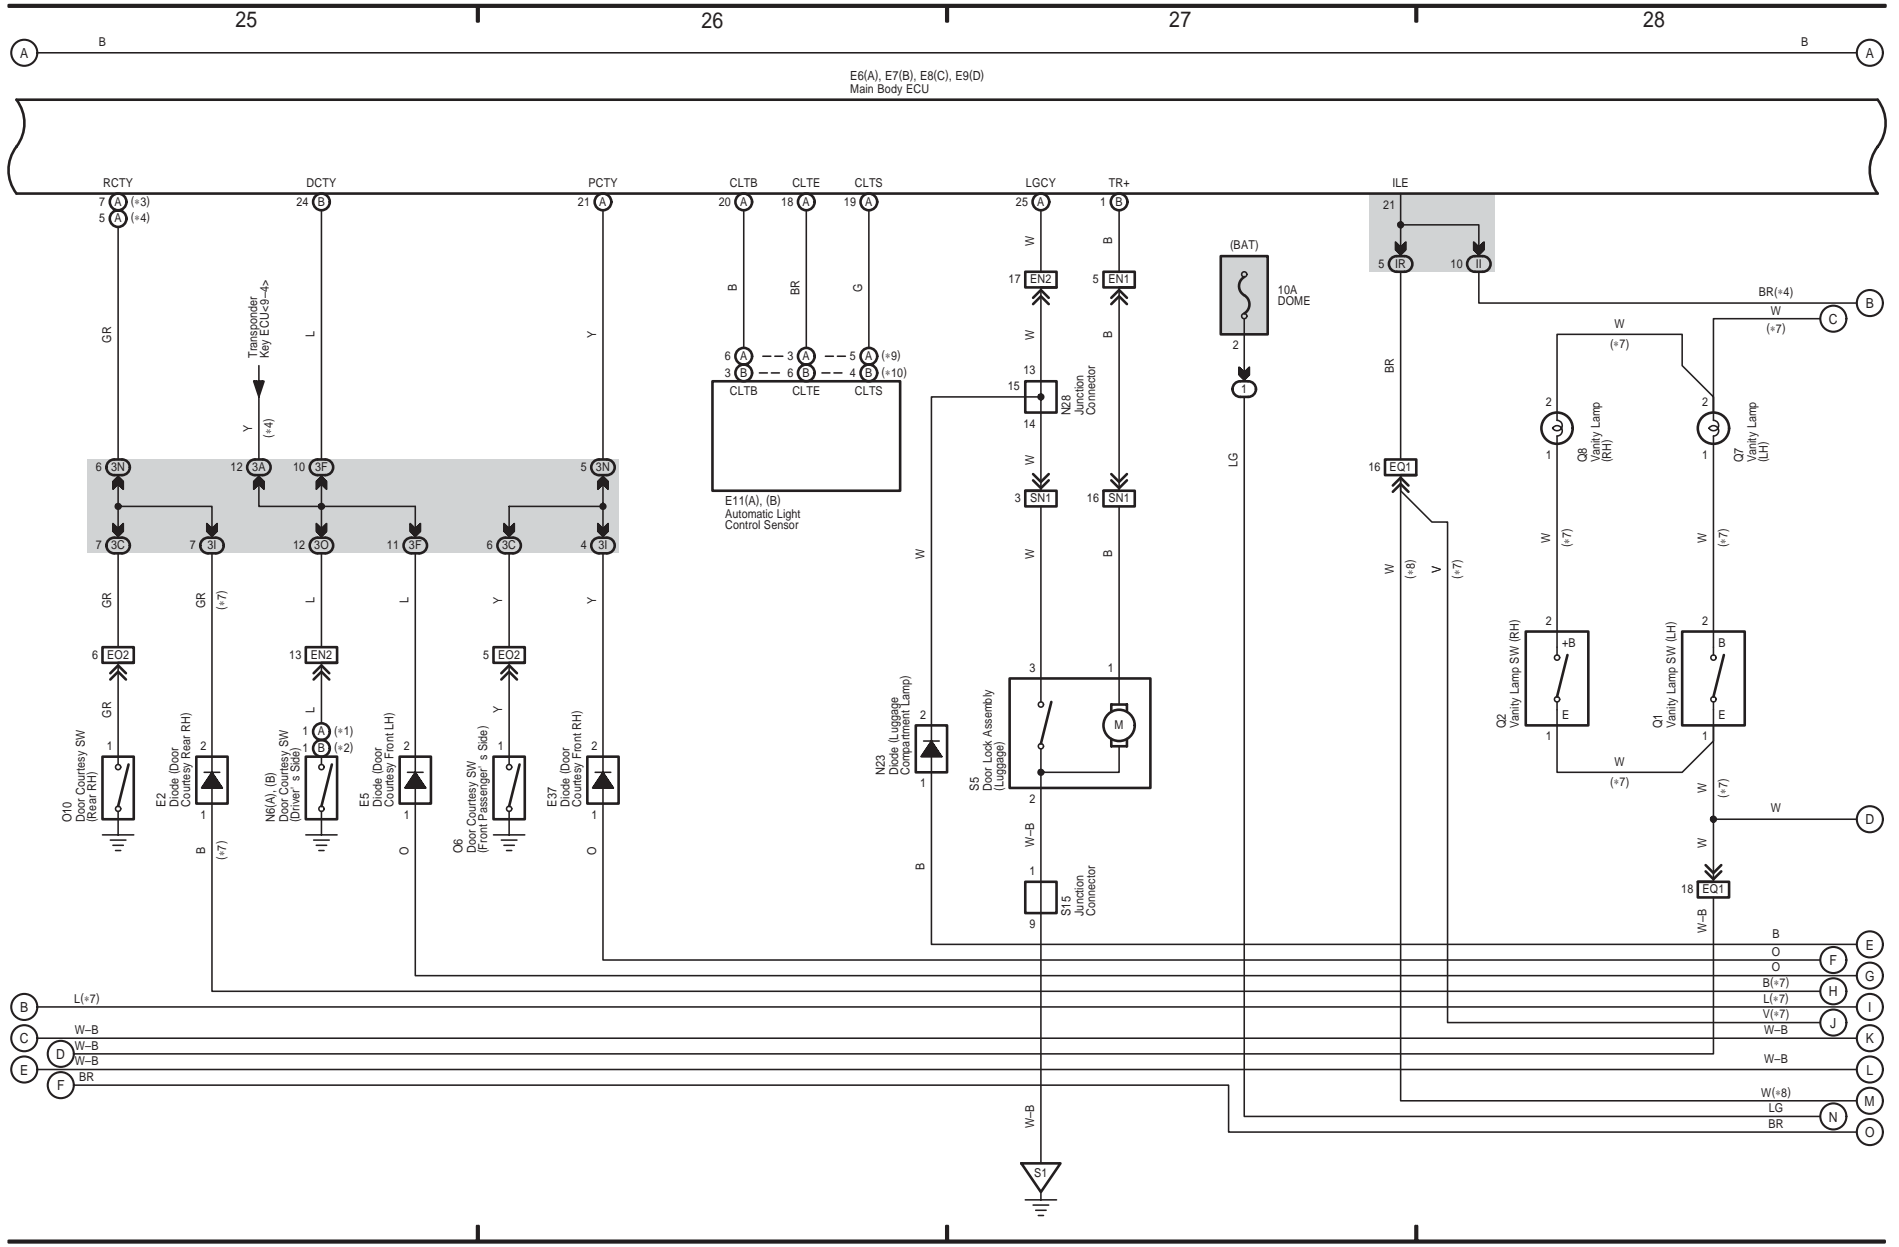 25
26
27
28
A
B
B
A
E6(A), E7(B), E8(C), E9(D)
Main Body ECU
RCTY
DCTY
PCTY
CLTB
CLTE
CLTS
LGCY
TR+
ILE
7 A (∗3)
5 A (∗4)
24 B
21 A
20 A
18 A
19 A
25 A
1 B
21
5 IR
10 II
GR
Transponder
Key ECU<9–4>
L
Y
B
BR
G
W
B
17 EN2
5 EN1
W
B
(BAT)
10A
DOME
2
1
BR
BR(∗4)
B
W
(∗7)
C
W
(∗7)
6 A – – 3 A – – 5 A (∗9)
3 B – – 6 B – – 4 B (∗10)
CLTB
CLTE
CLTS
E11(A), (B)
Automatic Light
Control Sensor
13
15
14
N28
Junction
Connector
Y
(∗4)
6 3N
12 3A
10 3F
5 3N
7 3C
7 3I
12 3O
11 3F
6 3C
4 3I
W
3 SN1
16 SN1
LG
16 EQ1
2
1
Q8
Vanity Lamp
(RH)
2
1
Q7
Vanity Lamp
(LH)
GR
GR
(∗7)
L
L
Y
Y
W
W
B
W
(∗8)
V
(∗7)
W
(∗7)
W
(∗7)
6 EO2
13 EN2
5 EO2
GR
L
Y
1 A (∗1)
1 B (∗2)
1
O10
Door Courtesy SW
(Rear RH)
2
E2
Diode (Door
Courtesy Rear RH)
1
N6(A), (B)
Door Courtesy SW
(Driver' s Side)
2
E5
Diode (Door
Courtesy Front LH)
1
1
O6
Door Courtesy SW
(Front Passenger' s Side)
2
E37
Diode (Door
Courtesy Front RH)
1
2
N23
Diode (Luggage
Compartment Lamp)
1
3
1
M
S5
Door Lock Assembly
(Luggage)
2
2
+B
E
1
Q2
Vanity Lamp SW (RH)
2
B
E
1
Q1
Vanity Lamp SW (LH)
W
(∗7)
W
(∗7)
W
D
W
18 EQ1
W–B
B
(∗7)
O
O
B
W–B
1
S15
Junction
Connector
9
B
E
O
F
O
G
B(∗7)
H
B
L(∗7)
L(∗7)
I
V(∗7)
J
C
W–B
W–B
K
D
W–B
E
W–B
W–B
L
F
BR
W(∗8)
M
LG
N
BR
O
W–B
S1